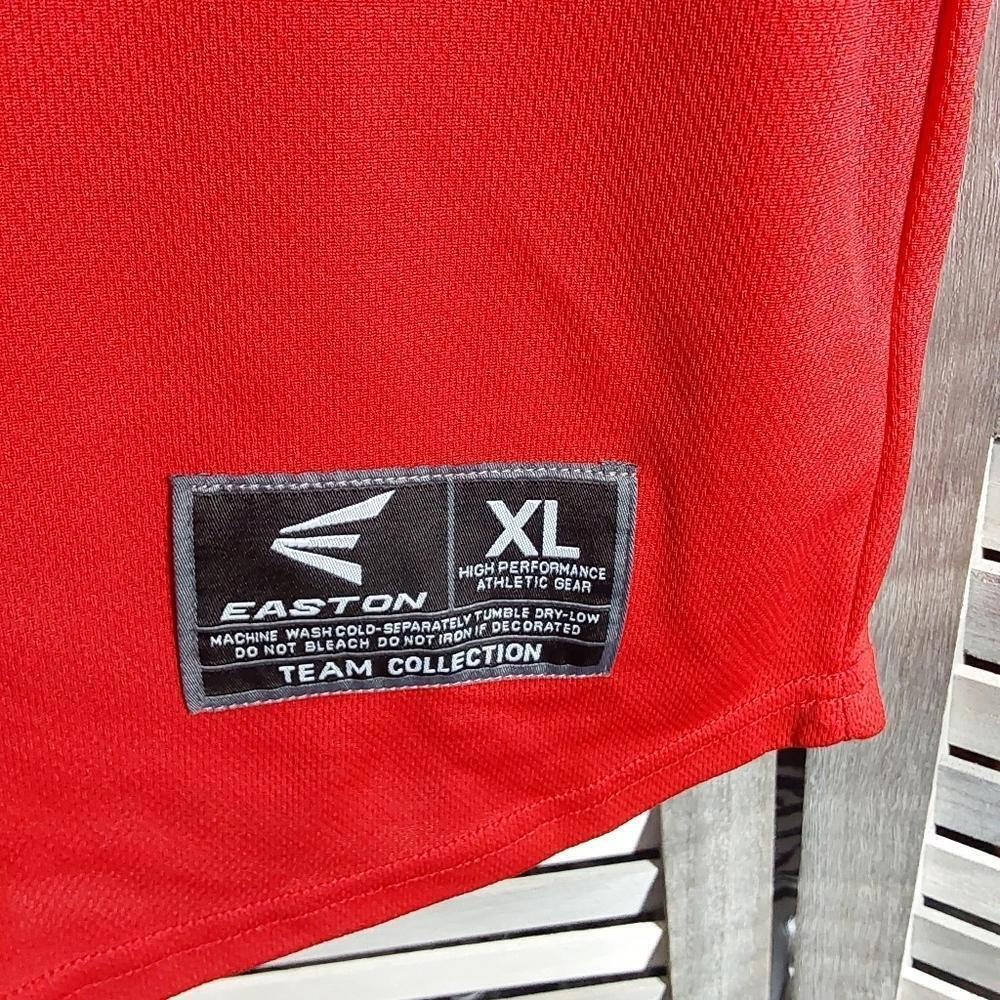 EASTON
XL
HIGH PERFORMANCE
ATHLETIC GEAR
MACHINE WASH COLD-SEPARATELY TUMBLE DRY-LOW
DO NOT BLEACH DO NOT IRON IF DECORATED
TEAM COLLECTION